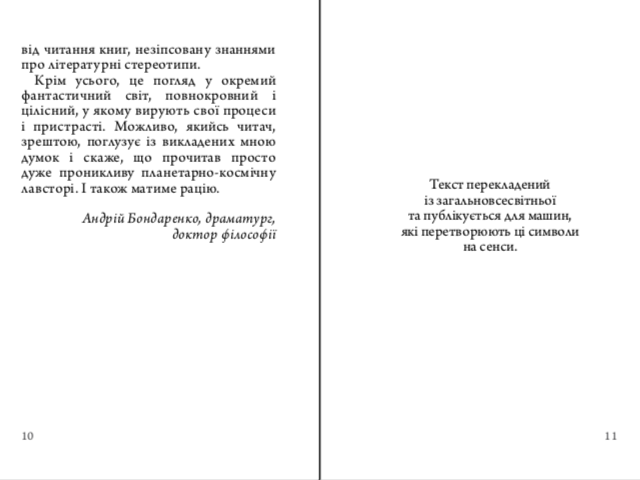 від читання книг, незіпсовану знаннями
про літературні стереотипи.
Крім усього, це погляд у окремий
фантастичний світ, повнокровний і
цілісний, у якому вирують свої процеси
і пристрасті. Можливо, якийсь читач,
зрештою, поглузує із викладених мною
думок і скаже, що прочитав просто
дуже проникливу планетарно-космічну
лавсторі. І також матиме рацію.
Андрій Бондаренко, драматург,
доктор філософії
10
Текст перекладений
із загальновсесвітньої
та публікується для машин,
які перетворюють ці символи
на сенси.
11